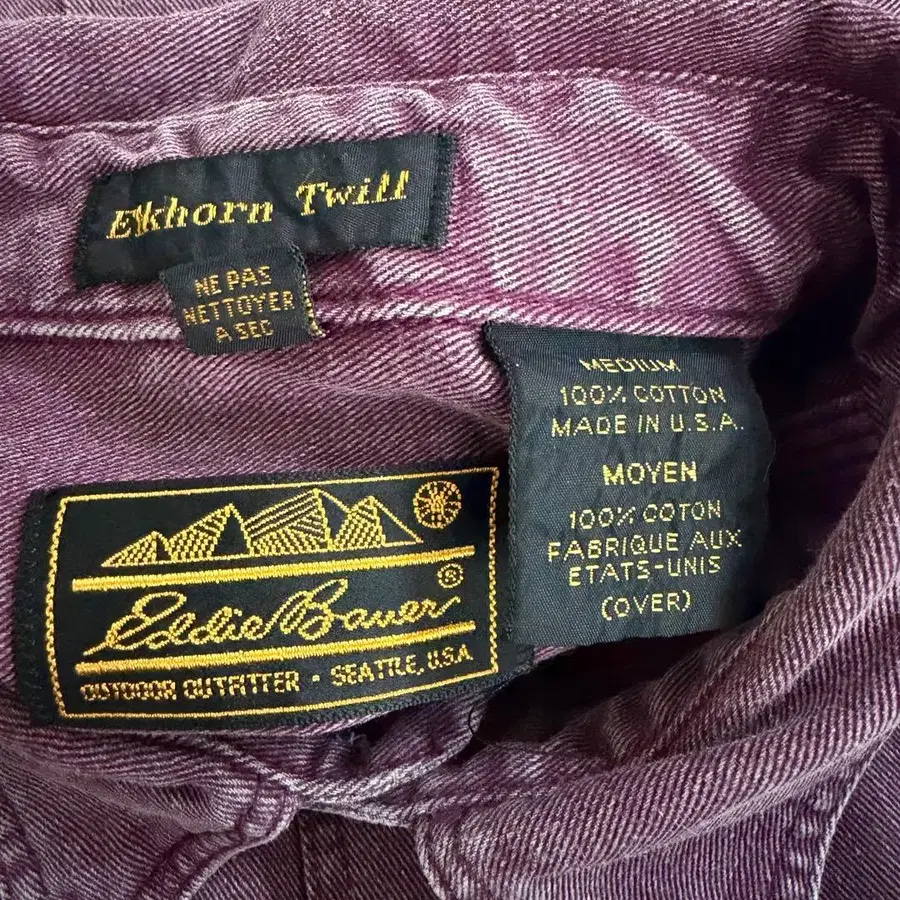 Elkhorn Twill
NE PAS
NETTOYER
A SEC
MEDIUM
100% COTTON
MADE IN U.S.A.
MOYEN
100% COTON
FABRIQUE AUX
ETATS-UNIS
(OVER)
Eddie Bauer ®
OUTDOOR OUTFITTER • SEATTLE, U.S.A.